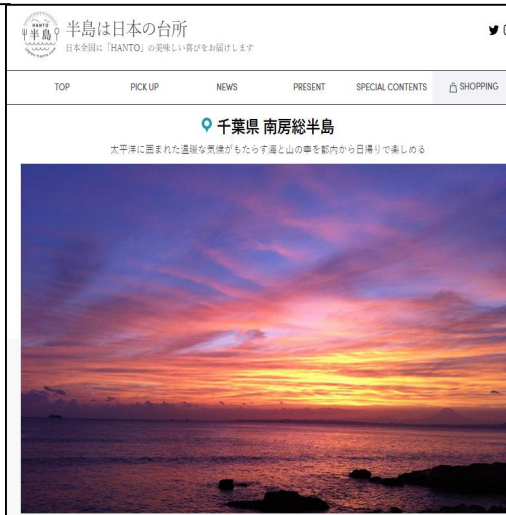 HANTO
半島
半島は日本の台所
日本全国に「HANTO」の美味しい喜びをお届けします
TOP PICK UP NEWS PRESENT SPECIAL CONTENTS SHOPPING
千葉県 南房総半島
太平洋に囲まれた温暖な気候がもたらす海と山の幸を都内から日帰りで楽しめる